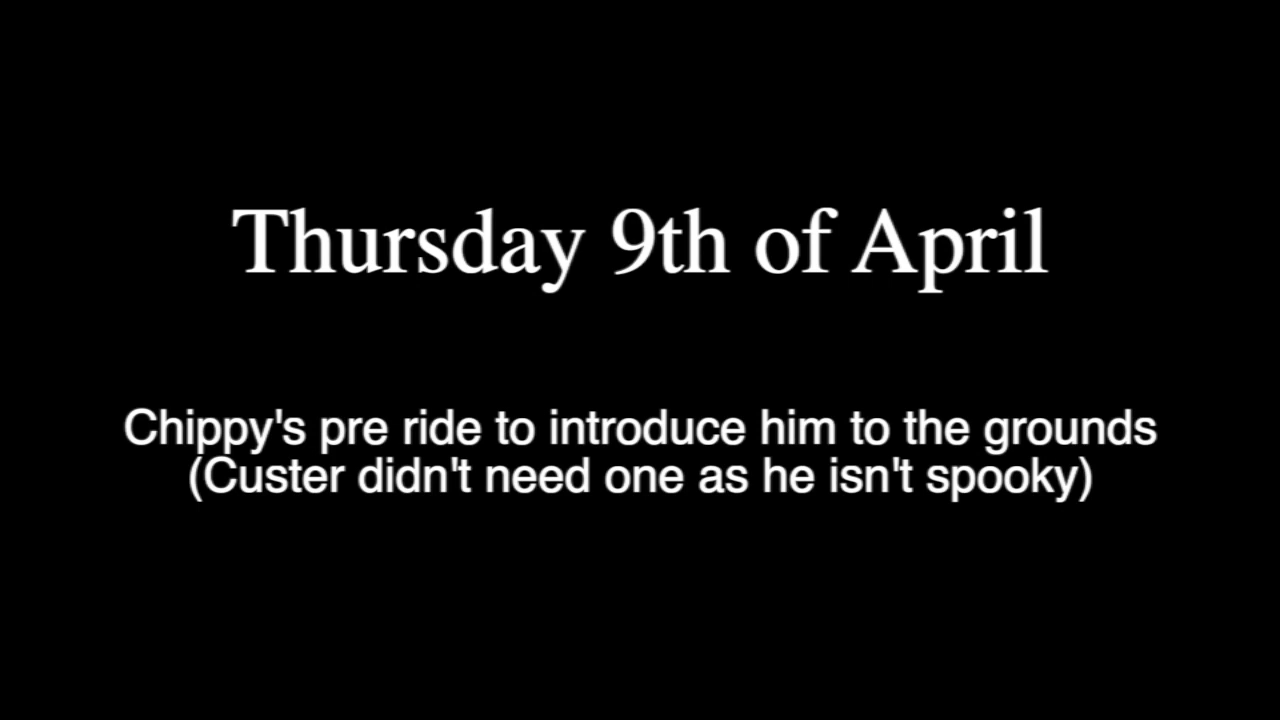 Thursday 9th of April
Chippy's pre ride to introduce him to the grounds
(Custer didn't need one as he isn't spooky)